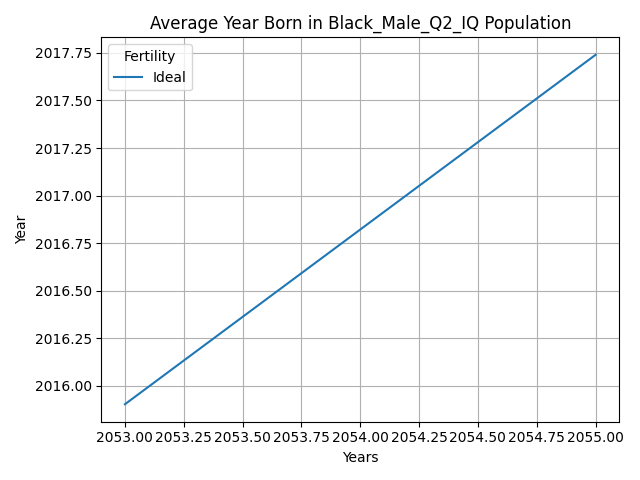 Average Year Born in Black_Male_Q2_IQ Population
Fertility
Ideal
2017.75
2017.50
2017.25
2017.00
2016.75
2016.50
2016.25
2016.00
Year
2053.00 2053.25 2053.50 2053.75 2054.00 2054.25 2054.50 2054.75 2055.00
Years